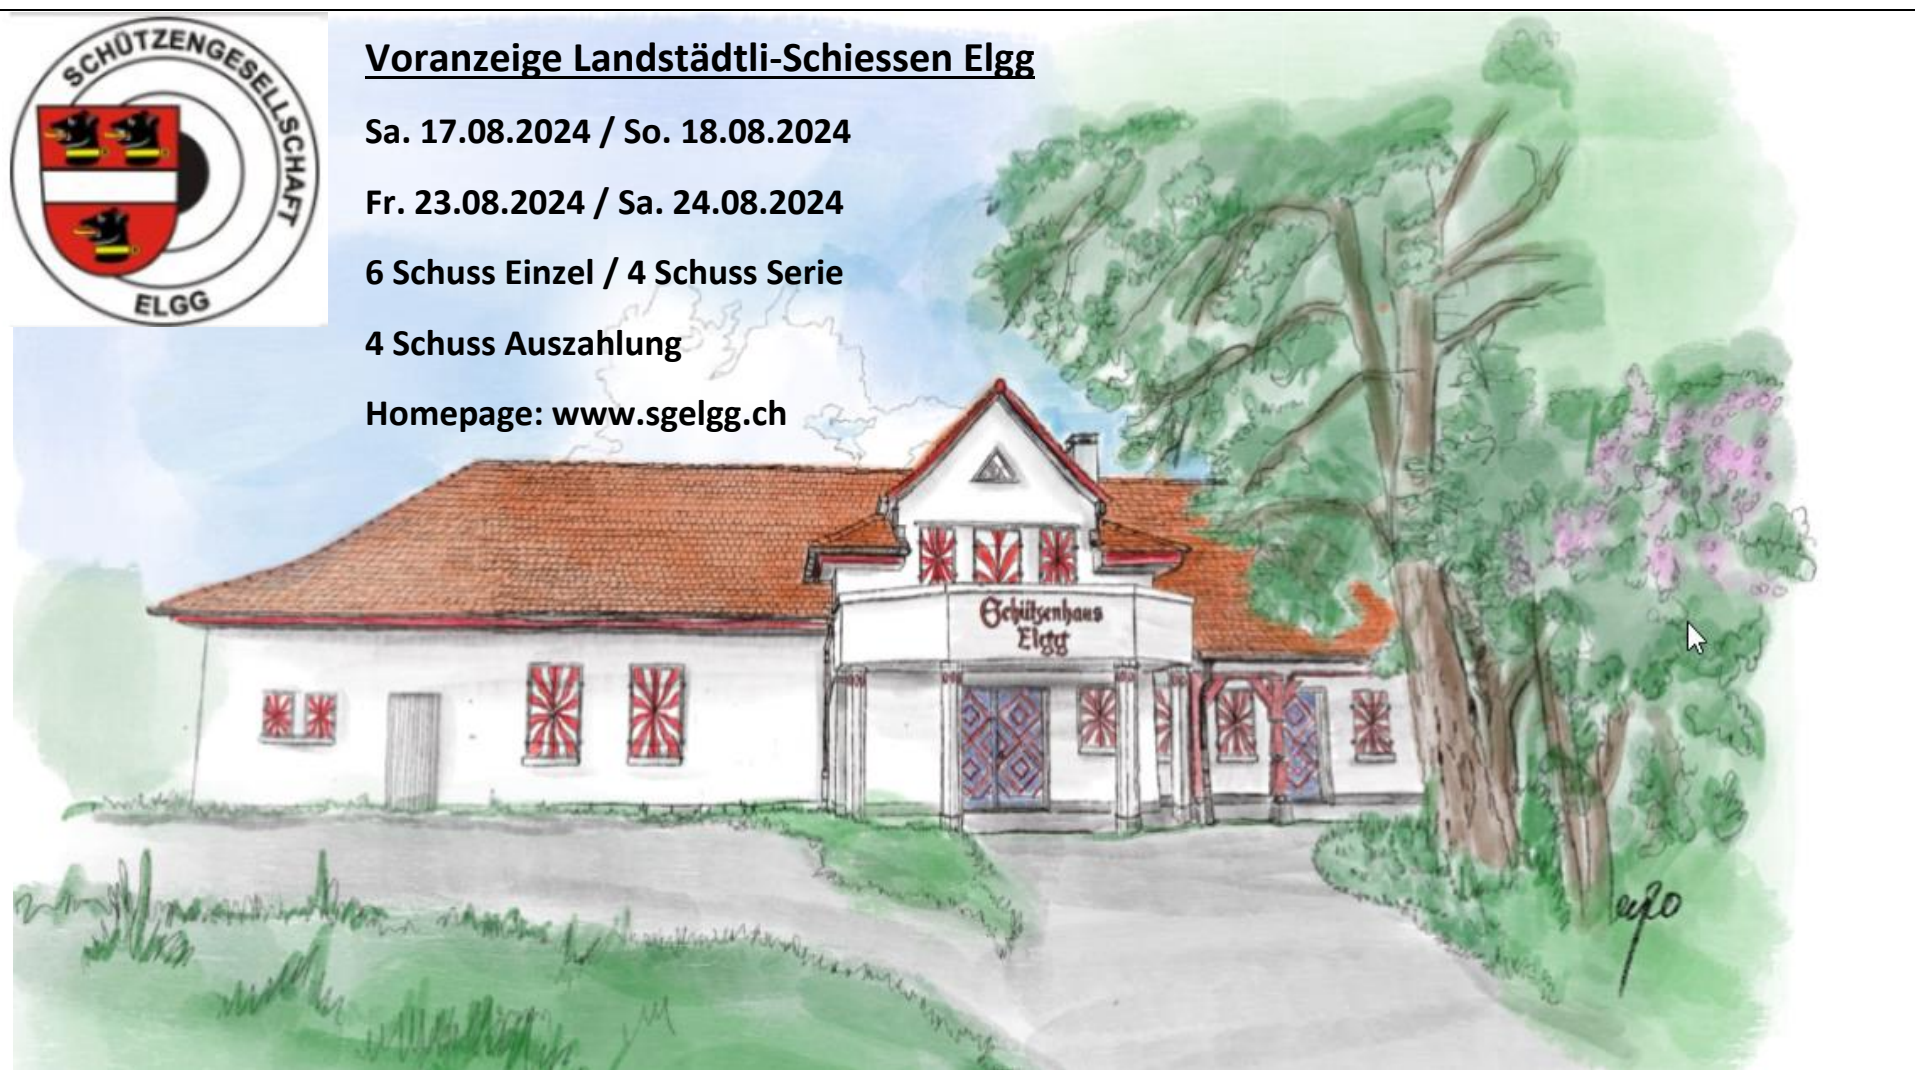 SCHÜTZENGESELLSCHAFT
ELGG
Voranzeige Landstädtli-Schiessen Elgg
Sa. 17.08.2024 / So. 18.08.2024
Fr. 23.08.2024 / Sa. 24.08.2024
6 Schuss Einzel / 4 Schuss Serie
4 Schuss Auszahlung
Homepage: www.sgelgg.ch
Schützenhaus
Elgg